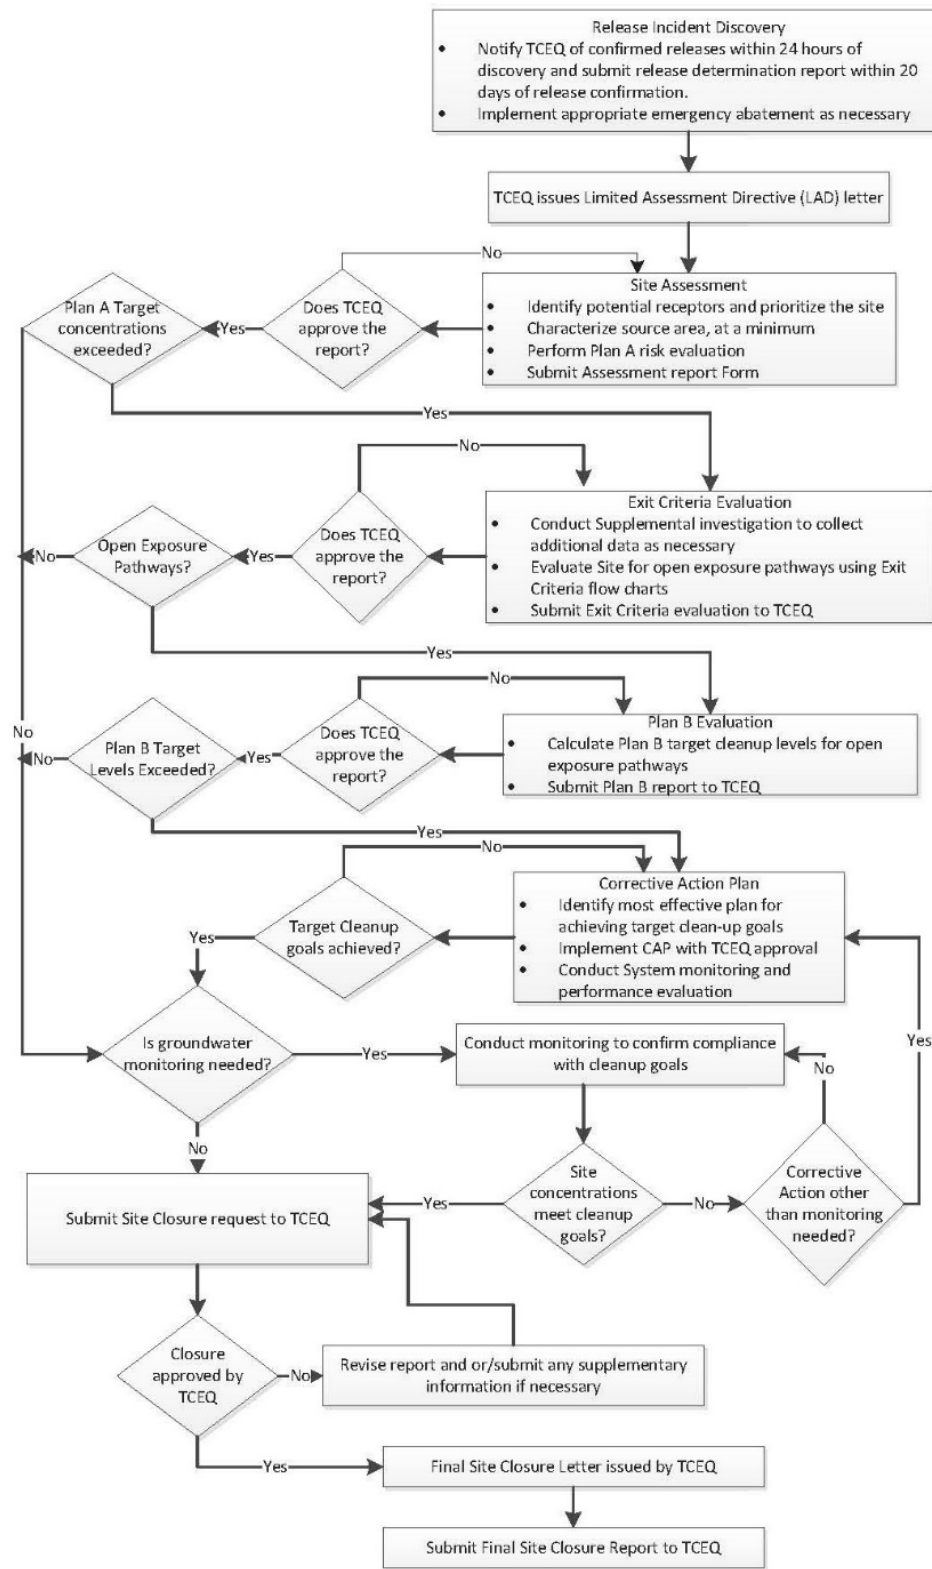 Release Incident Discovery
• Notify TCEQ of confirmed releases within 24 hours of
discovery and submit release determination report within 20
days of release confirmation.
• Implement appropriate emergency abatement as necessary
TCEQ issues Limited Assessment Directive (LAD) letter
No
Site Assessment
• Identify potential receptors and prioritize the site
• Characterize source area, at a minimum
• Perform Plan A risk evaluation
• Submit Assessment report Form
Does TCEQ
approve the
report?
Yes
Plan A Target
concentrations
exceeded?
Yes
No
Exit Criteria Evaluation
• Conduct Supplemental investigation to collect
additional data as necessary
• Evaluate Site for open exposure pathways using Exit
Criteria flow charts
• Submit Exit Criteria evaluation to TCEQ
Does TCEQ
approve the
report?
Yes
Open Exposure
Pathways?
No
Yes
No
No
Plan B Evaluation
• Calculate Plan B target cleanup levels for open
exposure pathways
• Submit Plan B report to TCEQ
Does TCEQ
approve the
report?
Yes
Plan B Target
Levels Exceeded?
No
Yes
No
Corrective Action Plan
• Identify most effective plan for
achieving target clean-up goals
• Implement CAP with TCEQ approval
• Conduct System monitoring and
performance evaluation
Target Cleanup
goals achieved?
Yes
Is groundwater
monitoring needed?
Yes
Conduct monitoring to confirm compliance
with cleanup goals
No
Yes
No
Submit Site Closure request to TCEQ
Yes
Site
concentrations
meet cleanup
goals?
No
Corrective
Action other
than monitoring
needed?
Closure
approved by
TCEQ
No
Revise report and or/submit any supplementary
information if necessary
Yes
Final Site Closure Letter issued by TCEQ
Submit Final Site Closure Report to TCEQ